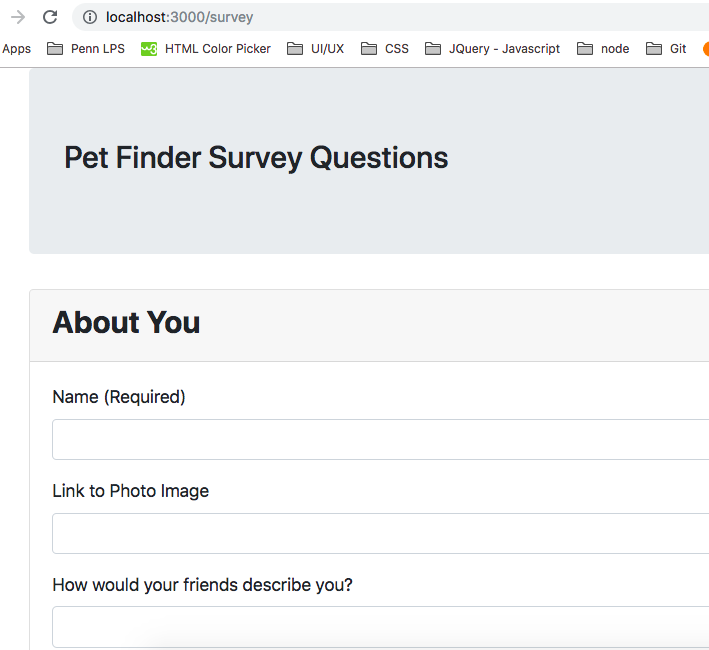 localhost:3000/survey
Apps Penn LPS HTML Color Picker UI/UX CSS JQuery - Javascript node Git
Pet Finder Survey Questions
About You
Name (Required)
Link to Photo Image
How would your friends describe you?